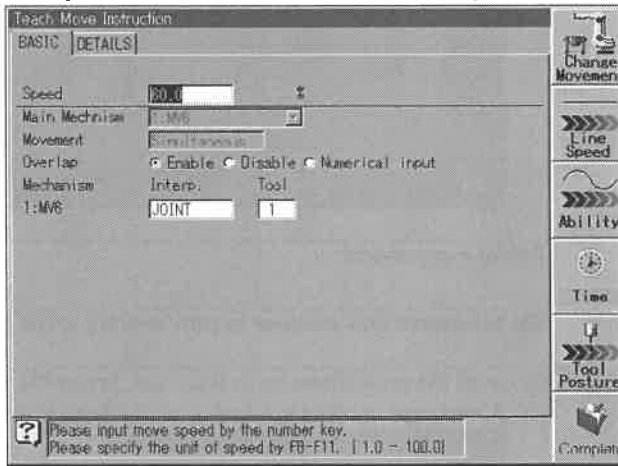 Teach Move Instruction
BASIC DETAILS
Speed 80.0 %
Main Mechnism 1:MV6
Movement Simultaneous
Overlap Enable Disable Numerical input
Mechanism Interp. Tool
1:MV6 JOINT 1
Please input move speed by the number key.
Please specify the unit of speed by F8-F11. [ 1.0 - 100.0]
Change
Movemen
Line
Speed
Ability
Time
Tool
Posture
Complet